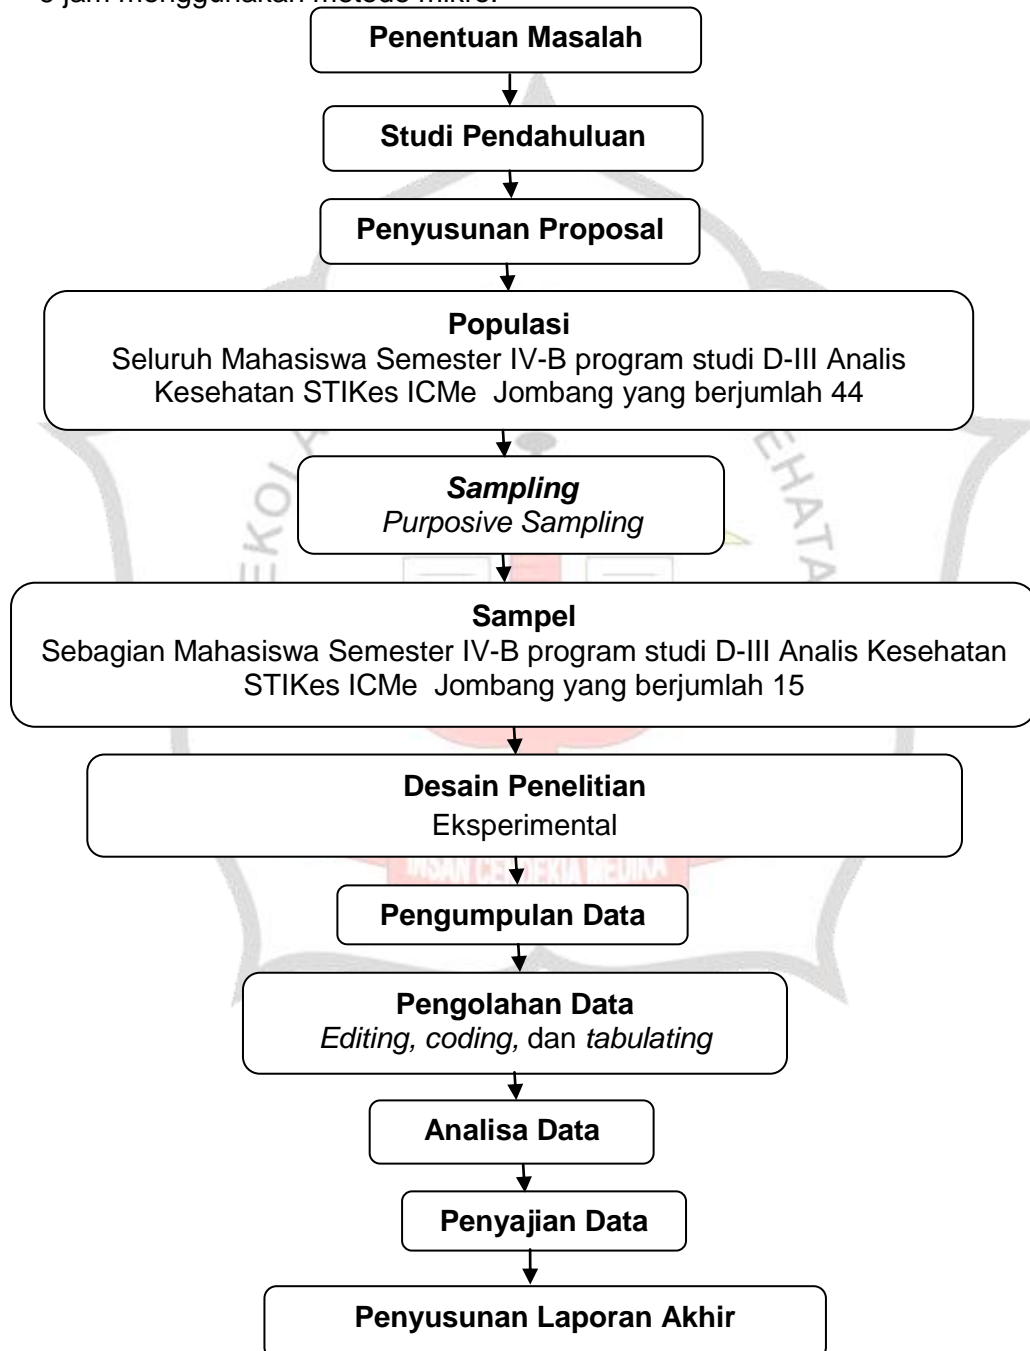 Penentuan Masalah
Studi Pendahuluan
Penyusunan Proposal
Populasi
Seluruh Mahasiswa Semester IV-B program studi D-III Analis
Kesehatan STIKes ICMe Jombang yang berjumlah 44
Sampling
Purposive Sampling
Sampel
Sebagian Mahasiswa Semester IV-B program studi D-III Analis Kesehatan
STIKes ICMe Jombang yang berjumlah 15
Desain Penelitian
Eksperimental
INSAN CENDEKIA MEDIKA
Pengumpulan Data
Pengolahan Data
Editing, coding, dan tabulating
Analisa Data
Penyajian Data
Penyusunan Laporan Akhir